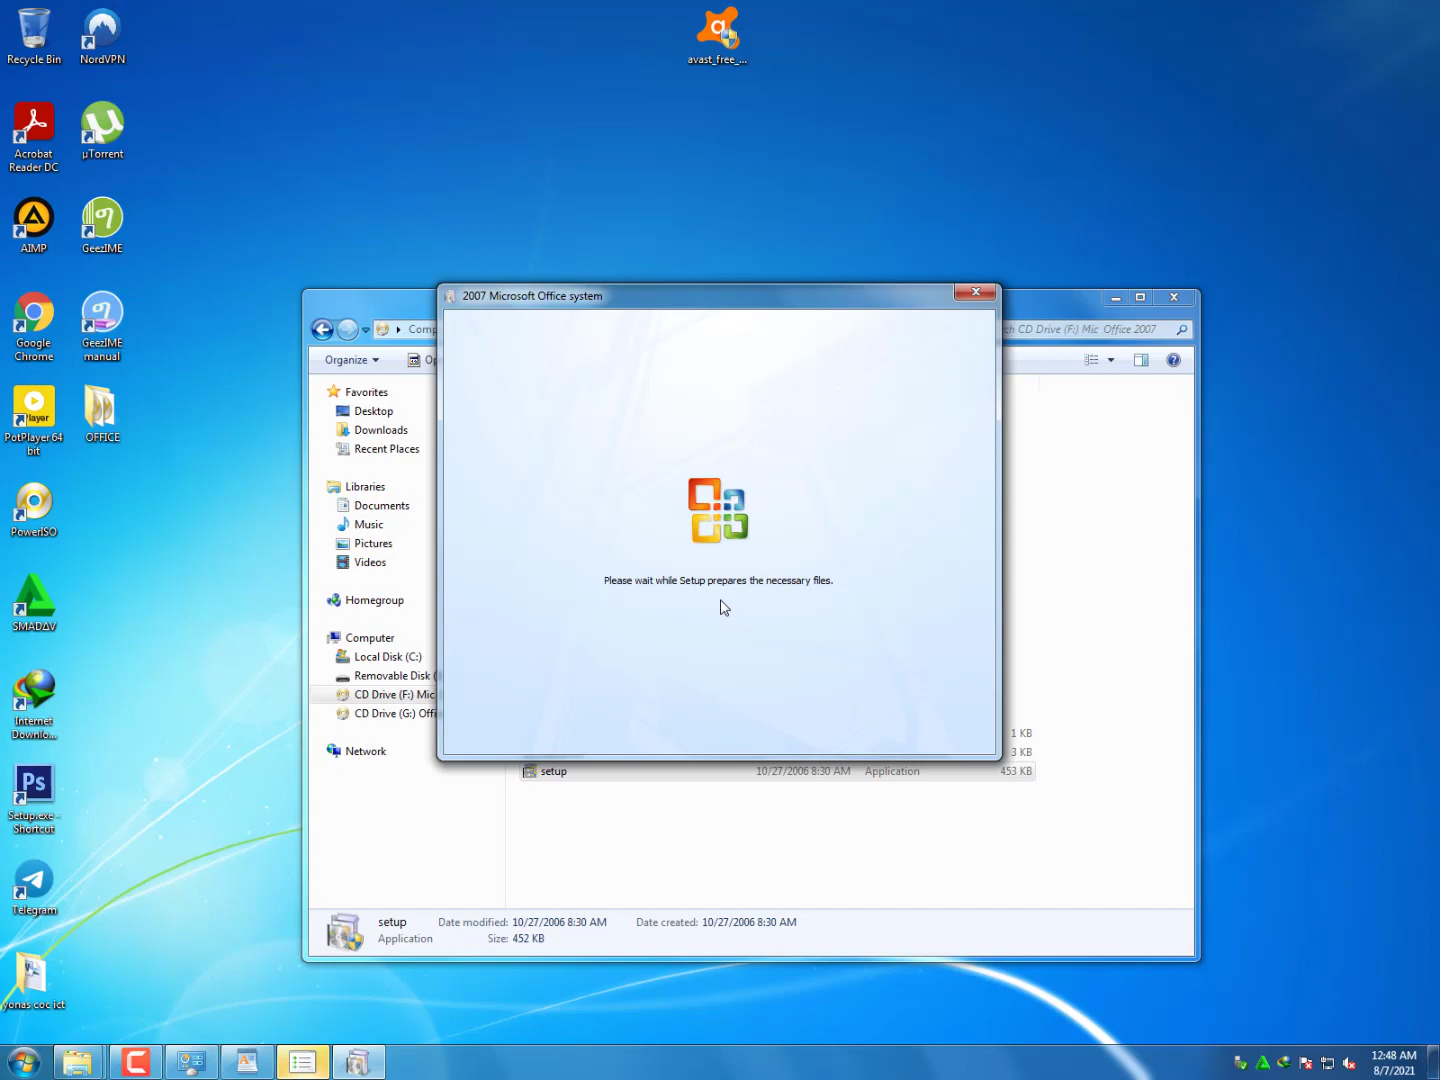 Recycle Bin
NordVPN
avast_free_...
Acrobat
Reader DC
µTorrent
AIMP
GeezIME
Google
Chrome
GeezIME
manual
Player
PotPlayer 64
bit
OFFICE
PowerISO
SMADΔV
Internet
Downlo...
Ps
Setup.exe -
Shortcut
Telegram
yonas coc ict
2007 Microsoft Office system
Please wait while Setup prepares the necessary files.
Comp
CD Drive (F:) Mic Office 2007
Organize
Op
Favorites
Desktop
Downloads
Recent Places
Libraries
Documents
Music
Pictures
Videos
Homegroup
Computer
Local Disk (C:)
Removable Disk (
CD Drive (F:) Mic
CD Drive (G:) Offi
Network
1 KB
3 KB
setup 10/27/2006 8:30 AM Application 453 KB
setup Date modified: 10/27/2006 8:30 AM Date created: 10/27/2006 8:30 AM
Application Size: 452 KB
12:48 AM
8/7/2021